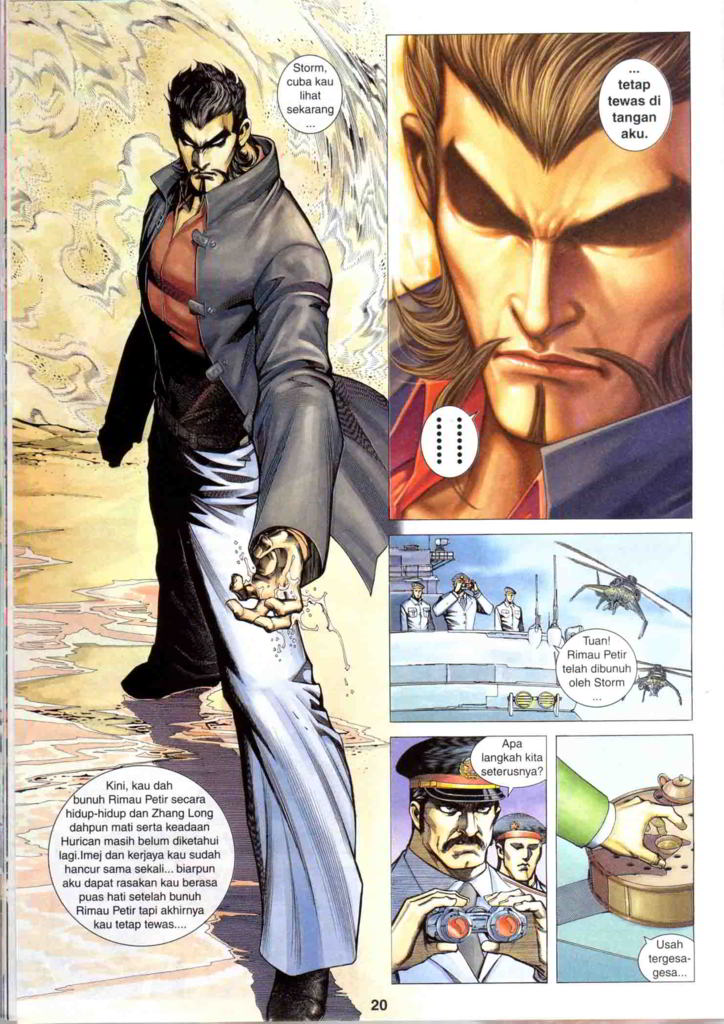 Storm,
cuba kau
lihat
sekarang
...
...
tetap
tewas di
tangan
aku.
Kini, kau dah
bunuh Rimau Petir secara
hidup-hidup dan Zhang Long
dahpun mati serta keadaan
Hurican masih belum diketahui
lagi.Imej dan kerjaya kau sudah
hancur sama sekali... biarpun
aku dapat rasakan kau berasa
puas hati setelah bunuh
Rimau Petir tapi akhirnya
kau tetap tewas....
Tuan!
Rimau Petir
telah dibunuh
oleh Storm
...
Apa
langkah kita
seterusnya?
Usah
tergesa-
gesa...
20